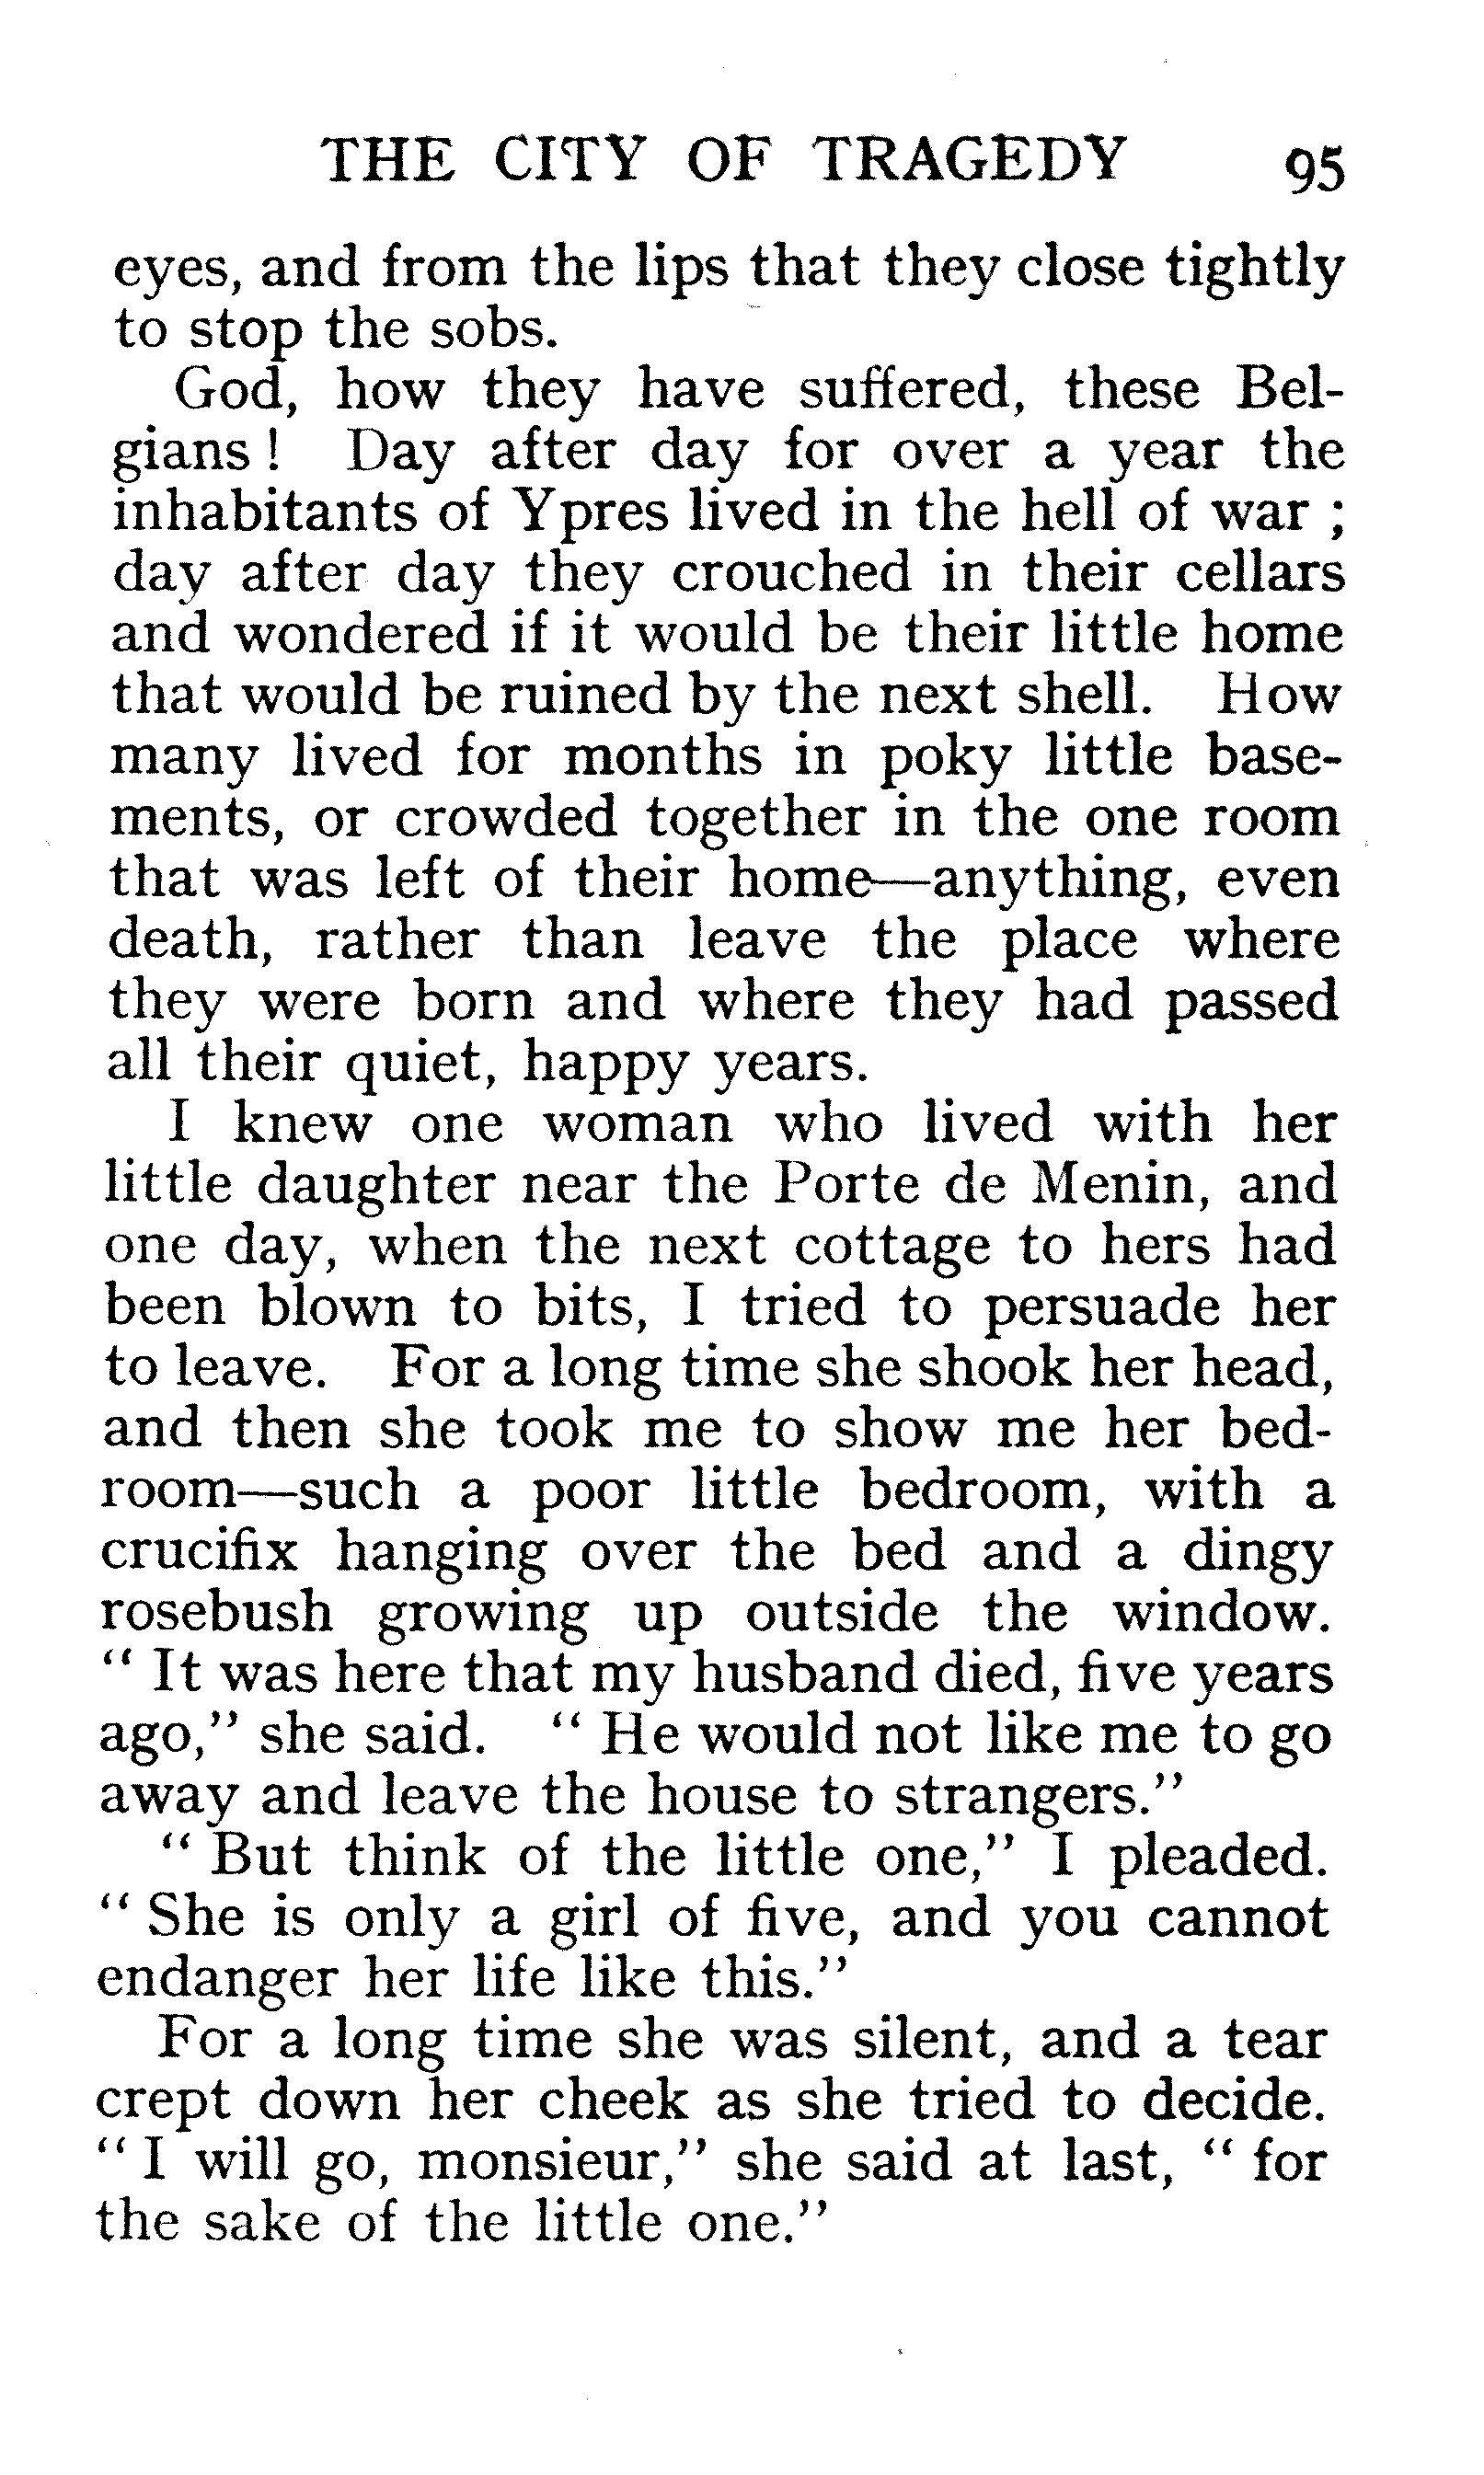 THE CITY OF TRAGEDY 95
eyes, and from the lips that they close tightly
to stop the sobs.
God, how they have suffered, these Bel-
gians ! Day after day for over a year the
inhabitants of Ypres lived in the hell of war ;
day after day they crouched in their cellars
and wondered if it would be their little home
that would be ruined by the next shell. How
many lived for months in poky little base-
ments, or crowded together in the one room
that was left of their home—anything, even
death, rather than leave the place where
they were born and where they had passed
all their quiet, happy years.
I knew one woman who lived with her
little daughter near the Porte de Menin, and
one day, when the next cottage to hers had
been blown to bits, I tried to persuade her
to leave. For a long time she shook her head,
and then she took me to show me her bed-
room—such a poor little bedroom, with a
crucifix hanging over the bed and a dingy
rosebush growing up outside the window.
“ It was here that my husband died, five years
ago,” she said. “ He would not like me to go
away and leave the house to strangers.”
“ But think of the little one,” I pleaded.
“ She is only a girl of five, and you cannot
endanger her life like this.”
For a long time she was silent, and a tear
crept down her cheek as she tried to decide.
“ I will go, monsieur,” she said at last, “ for
the sake of the little one.”